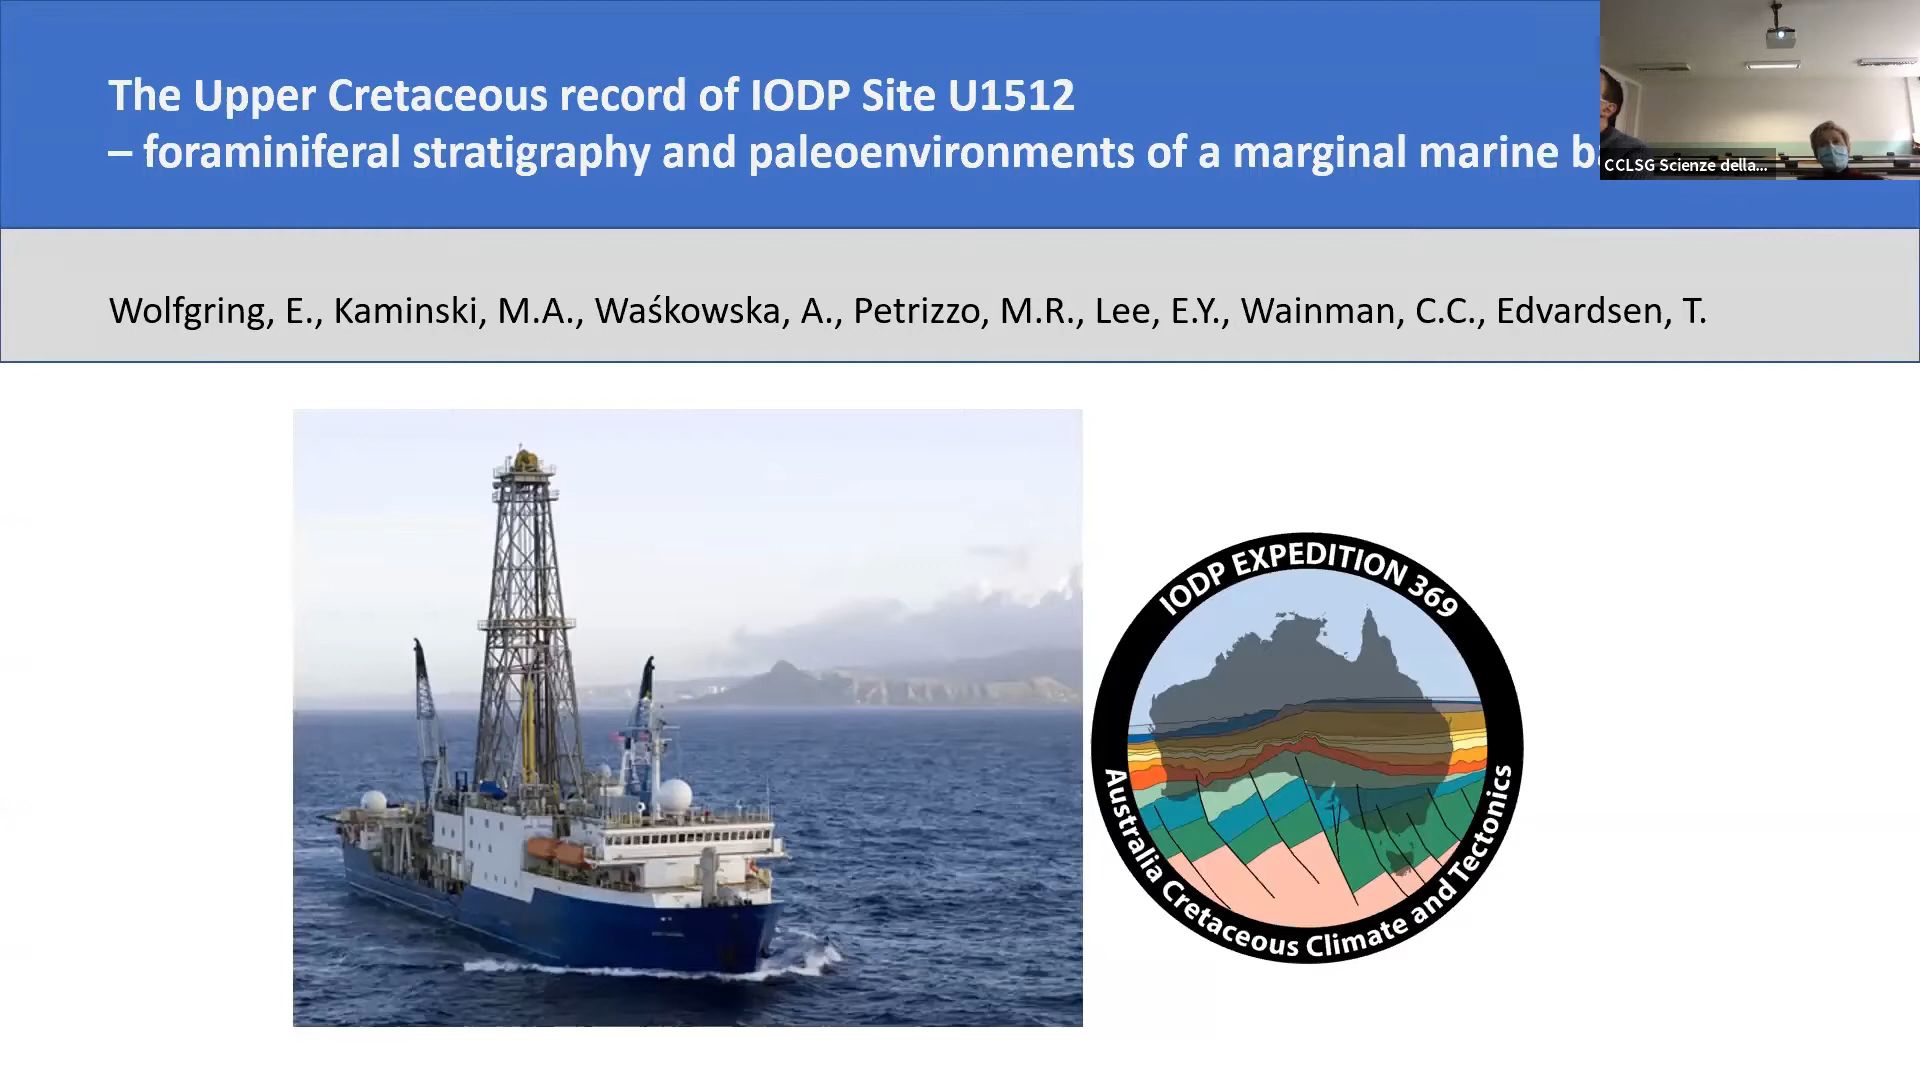 The Upper Cretaceous record of IODP Site U1512
– foraminiferal stratigraphy and paleoenvironments of a marginal marine
CCLSG Scienze della...
Wolfgring, E., Kaminski, M.A., Waśkowska, A., Petrizzo, M.R., Lee, E.Y., Wainman, C.C., Edvardsen, T.
IODP EXPEDITION 369
Australia Cretaceous Climate and Tectonics